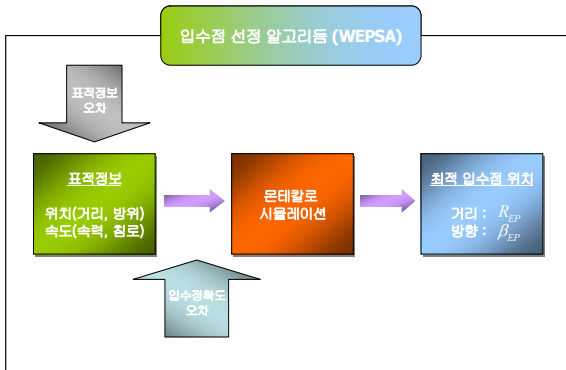 입수점 선정 알고리듬 (WEPSA)
표적정보
오차
표적정보
위치(거리, 방위)
속도(속력, 침로)
몬테칼로
시뮬레이션
최적 입수점 위치
거리 : R_EP
방향 : β_EP
입수정확도
오차